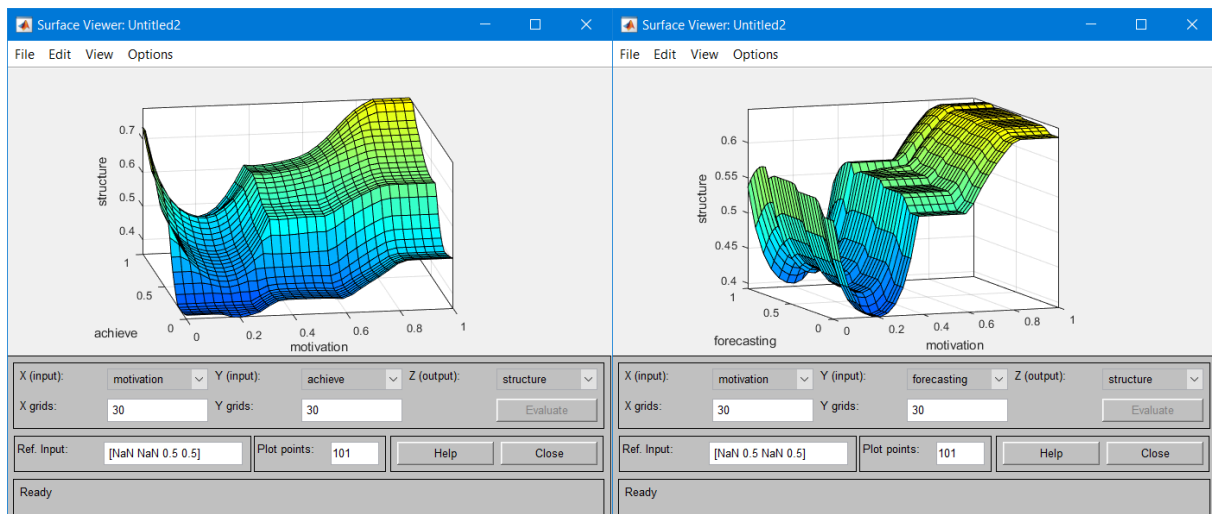 Surface Viewer: Untitled2
File Edit View Options
0.7
0.6
0.5
0.4
structure
1
0.5
0
achieve
0
0.2
0.4
0.6
0.8
1
motivation
X (input):
motivation
Y (input):
achieve
Z (output):
structure
X grids:
30
Y grids:
30
Evaluate
Ref. Input:
[NaN NaN 0.5 0.5]
Plot points:
101
Help
Close
Ready
Surface Viewer: Untitled2
File Edit View Options
0.6
0.55
0.5
0.45
0.4
structure
1
0.5
0
forecasting
0
0.2
0.4
0.6
0.8
1
motivation
X (input):
motivation
Y (input):
forecasting
Z (output):
structure
X grids:
30
Y grids:
30
Evaluate
Ref. Input:
[NaN 0.5 NaN 0.5]
Plot points:
101
Help
Close
Ready